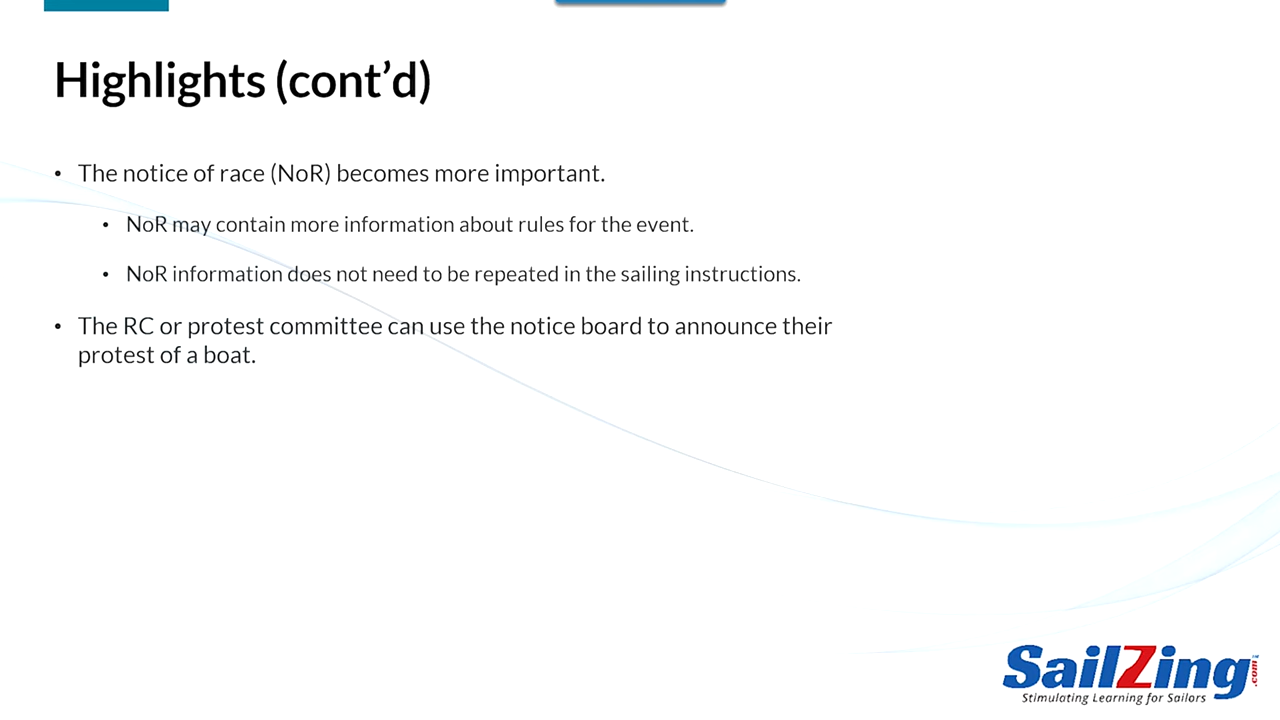 Highlights (cont’d)
• The notice of race (NoR) becomes more important.
• NoR may contain more information about rules for the event.
• NoR information does not need to be repeated in the sailing instructions.
• The RC or protest committee can use the notice board to announce their
protest of a boat.
SailZing.com
Stimulating Learning for Sailors